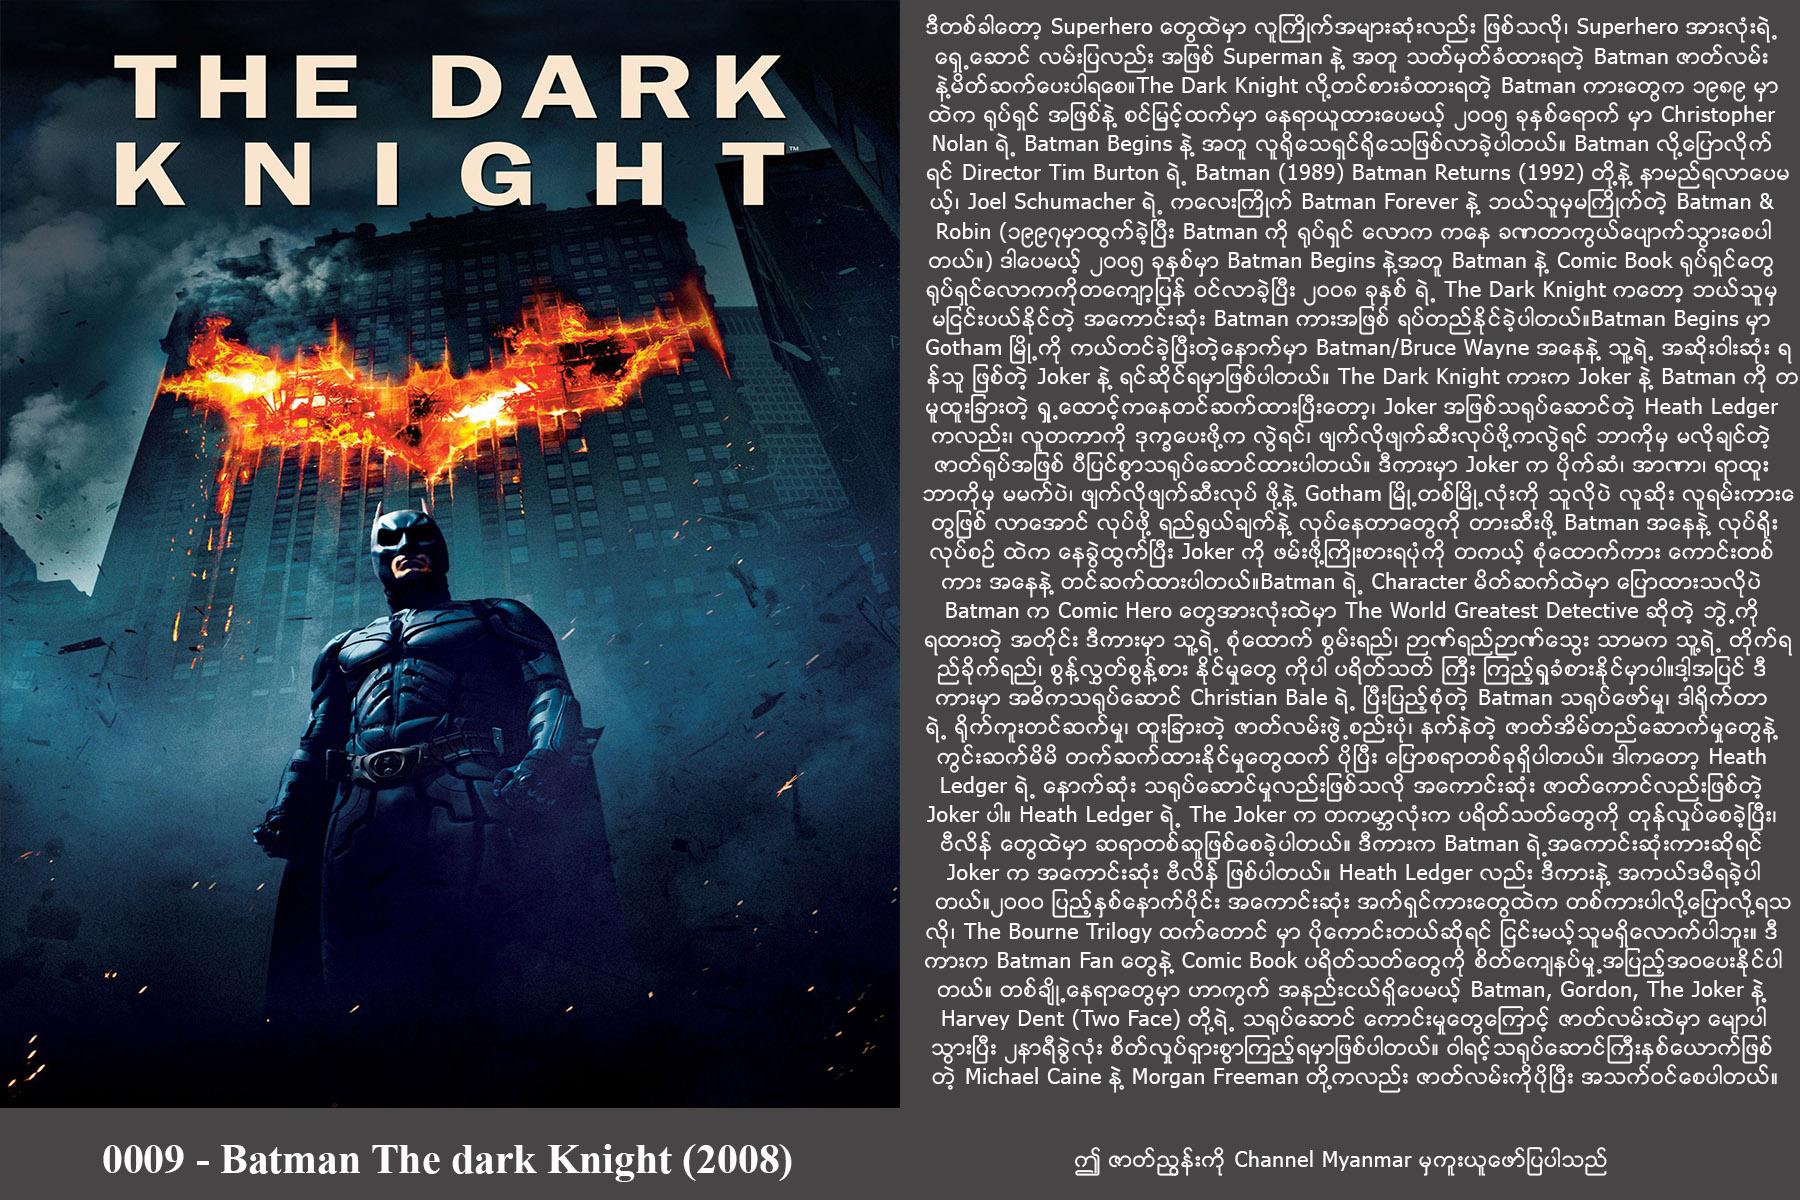 THE DARK
KNIGHT™
ဒီတစ်ခါတော့ Superhero တွေထဲမှာ လူကြိုက်အများဆုံးလည်း ဖြစ်သလို၊ Superhero အားလုံးရဲ့
ရှေ့ဆောင် လမ်းပြလည်း အဖြစ် Superman နဲ့ အတူ သတ်မှတ်ခံထားရတဲ့ Batman ဇာတ်လမ်း
နဲ့မိတ်ဆက်ပေးပါရစေ။The Dark Knight လို့တင်စားခံထားရတဲ့ Batman ကားတွေက ၁၉၈၉ မှာ
ထဲက ရုပ်ရှင် အဖြစ်နဲ့ စင်မြင့်ထက်မှာ နေရာယူထားပေမယ့် ၂၀၀၅ ခုနှစ်ရောက် မှာ Christopher
Nolan ရဲ့ Batman Begins နဲ့ အတူ လူရိုသေရှင်ရိုသေဖြစ်လာခဲ့ပါတယ်။ Batman လို့ပြောလိုက်
ရင် Director Tim Burton ရဲ့ Batman (1989) Batman Returns (1992) တို့နဲ့ နာမည်ရလာပေမ
ယ့်၊ Joel Schumacher ရဲ့ ကလေးကြိုက် Batman Forever နဲ့ ဘယ်သူမှမကြိုက်တဲ့ Batman &
Robin (၁၉၉၇မှာထွက်ခဲ့ပြီး Batman ကို ရုပ်ရှင် လောက ကနေ ခဏတာကွယ်ပျောက်သွားစေပါ
တယ်။) ဒါပေမယ့် ၂၀၀၅ ခုနှစ်မှာ Batman Begins နဲ့အတူ Batman နဲ့ Comic Book ရုပ်ရှင်တွေ
ရုပ်ရှင်လောကကိုတကျော့ပြန် ဝင်လာခဲ့ပြီး ၂၀၀၈ ခုနှစ် ရဲ့ The Dark Knight ကတော့ ဘယ်သူမှ
မငြင်းပယ်နိုင်တဲ့ အကောင်းဆုံး Batman ကားအဖြစ် ရပ်တည်နိုင်ခဲ့ပါတယ်။Batman Begins မှာ
Gotham မြို့ကို ကယ်တင်ခဲ့ပြီးတဲ့နောက်မှာ Batman/Bruce Wayne အနေနဲ့ သူ့ရဲ့ အဆိုးဝါးဆုံး ရ
န်သူ ဖြစ်တဲ့ Joker နဲ့ ရင်ဆိုင်ရမှာဖြစ်ပါတယ်။ The Dark Knight ကားက Joker နဲ့ Batman ကို တ
မူထူးခြားတဲ့ ရှု့ထောင့်ကနေတင်ဆက်ထားပြီးတော့၊ Joker အဖြစ်သရုပ်ဆောင်တဲ့ Heath Ledger
ကလည်း၊ လူတကာကို ဒုက္ခပေးဖို့က လွဲရင်၊ ဖျက်လိုဖျက်ဆီးလုပ်ဖို့ကလွဲရင် ဘာကိုမှ မလိုချင်တဲ့
ဇာတ်ရုပ်အဖြစ် ပီပြင်စွာသရုပ်ဆောင်ထားပါတယ်။ ဒီကားမှာ Joker က ပိုက်ဆံ၊ အာဏာ၊ ရာထူး
ဘာကိုမှ မမက်ပဲ၊ ဖျက်လိုဖျက်ဆီးလုပ် ဖို့နဲ့ Gotham မြို့တစ်မြို့လုံးကို သူလိုပဲ လူဆိုး လူရမ်းကားေ
တွဖြစ် လာအောင် လုပ်ဖို့ ရည်ရွယ်ချက်နဲ့ လုပ်နေတာတွေကို တားဆီးဖို့ Batman အနေနဲ့ လုပ်ရိုး
လုပ်စဉ် ထဲက နေခွဲထွက်ပြီး Joker ကို ဖမ်းဖို့ကြိုးစားရပုံကို တကယ့် စုံထောက်ကား ကောင်းတစ်
ကား အနေနဲ့ တင်ဆက်ထားပါတယ်။Batman ရဲ့ Character မိတ်ဆက်ထဲမှာ ပြောထားသလိုပဲ
Batman က Comic Hero တွေအားလုံးထဲမှာ The World Greatest Detective ဆိုတဲ့ ဘွဲ့ကို
ရထားတဲ့ အတိုင်း ဒီကားမှာ သူ့ရဲ့ စုံထောက် စွမ်းရည်၊ ဉာဏ်ရည်ဉာဏ်သွေး သာမက သူ့ရဲ့ တိုက်ရ
ည်ခိုက်ရည်၊ စွန့်လွှတ်စွန့်စား နိုင်မှုတွေ ကိုပါ ပရိတ်သတ် ကြီး ကြည့်ရှုခံစားနိုင်မှာပါ။ဒါ့အပြင် ဒီ
ကားမှာ အဓိကသရုပ်ဆောင် Christian Bale ရဲ့ ပြီးပြည့်စုံတဲ့ Batman သရုပ်ဖော်မှု၊ ဒါရိုက်တာ
ရဲ့ ရိုက်ကူးတင်ဆက်မှု၊ ထူးခြားတဲ့ ဇာတ်လမ်းဖွဲ့စည်းပုံ၊ နက်နဲတဲ့ ဇာတ်အိမ်တည်ဆောက်မှုတွေနဲ့
ကွင်းဆက်မိမိ တက်ဆက်ထားနိုင်မှုတွေထက် ပိုပြီး ပြောစရာတစ်ခုရှိပါတယ်။ ဒါကတော့ Heath
Ledger ရဲ့ နောက်ဆုံး သရုပ်ဆောင်မှုလည်းဖြစ်သလို အကောင်းဆုံး ဇာတ်ကောင်လည်းဖြစ်တဲ့
Joker ပါ။ Heath Ledger ရဲ့ The Joker က တကမ္ဘာလုံးက ပရိတ်သတ်တွေကို တုန်လှုပ်စေခဲ့ပြီး၊
ဗီလိန် တွေထဲမှာ ဆရာတစ်ဆူဖြစ်စေခဲ့ပါတယ်။ ဒီကားက Batman ရဲ့အကောင်းဆုံးကားဆိုရင်
Joker က အကောင်းဆုံး ဗီလိန် ဖြစ်ပါတယ်။ Heath Ledger လည်း ဒီကားနဲ့ အကယ်ဒမီရခဲ့ပါ
တယ်။၂၀၀၀ ပြည့်နှစ်နောက်ပိုင်း အကောင်းဆုံး အက်ရှင်ကားတွေထဲက တစ်ကားပါလို့ပြောလို့ရသ
လို၊ The Bourne Trilogy ထက်တောင် မှာ ပိုကောင်းတယ်ဆိုရင် ငြင်းမယ့်သူမရှိလောက်ပါဘူး။ ဒီ
ကားက Batman Fan တွေနဲ့ Comic Book ပရိတ်သတ်တွေကို စိတ်ကျေနပ်မှု့အပြည့်အဝပေးနိုင်ပါ
တယ်။ တစ်ချို့နေရာတွေမှာ ဟာကွက် အနည်းငယ်ရှိပေမယ့် Batman, Gordon, The Joker နဲ့
Harvey Dent (Two Face) တို့ရဲ့ သရုပ်ဆောင် ကောင်းမှုတွေကြောင့် ဇာတ်လမ်းထဲမှာ မျောပါ
သွားပြီး ၂နာရီခွဲလုံး စိတ်လှုပ်ရှားစွာကြည့်ရမှာဖြစ်ပါတယ်။ ဝါရင့်သရုပ်ဆောင်ကြီးနှစ်ယောက်ဖြစ်
တဲ့ Michael Caine နဲ့ Morgan Freeman တို့ကလည်း ဇာတ်လမ်းကိုပိုပြီး အသက်ဝင်စေပါတယ်။
0009 - Batman The dark Knight (2008)
ဤ ဇာတ်ညွှန်းကို Channel Myanmar မှကူးယူဖော်ပြပါသည်